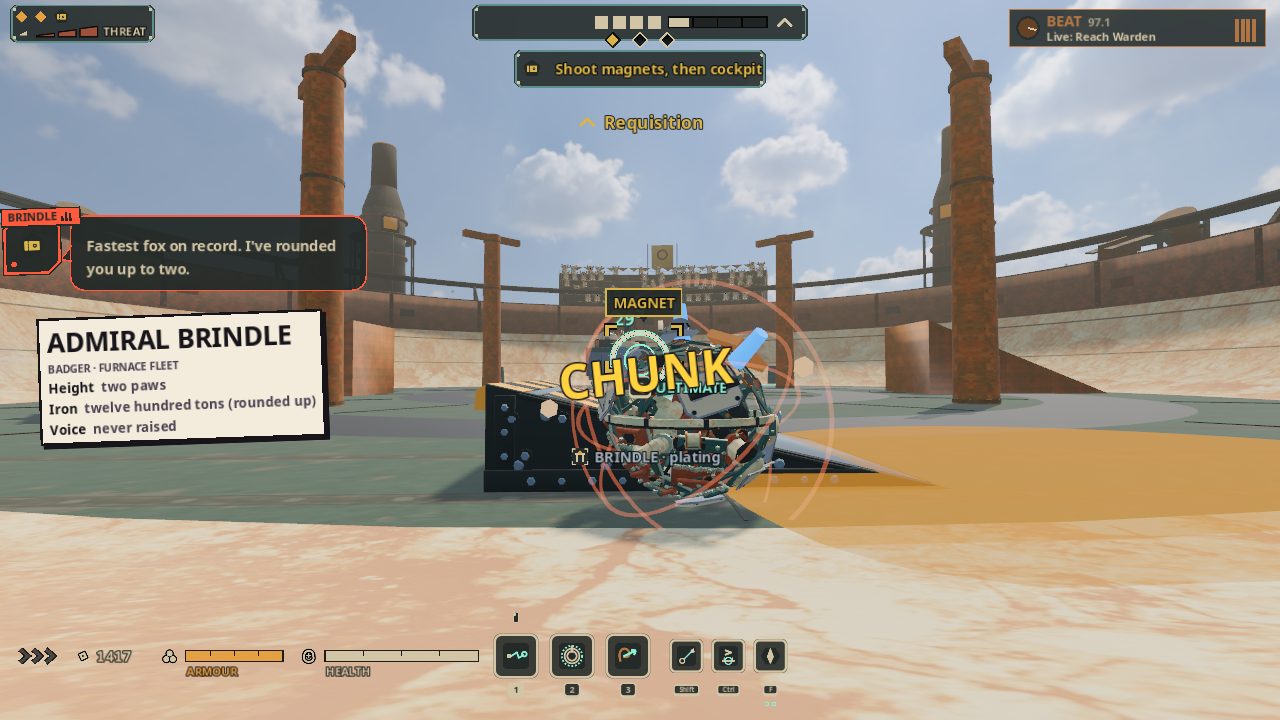 THREAT
BEAT 97.1
Live: Reach Warden
Shoot magnets, then cockpit
Requisition
BRINDLE
Fastest fox on record. I've rounded
you up to two.
MAGNET
29
CHUNK
ULTIMATE
BRINDLE · plating
ADMIRAL BRINDLE
BADGER · FURNACE FLEET
Height two paws
Iron twelve hundred tons (rounded up)
Voice never raised
1417
ARMOUR
HEALTH
1
2
3
Shift
Ctrl
F